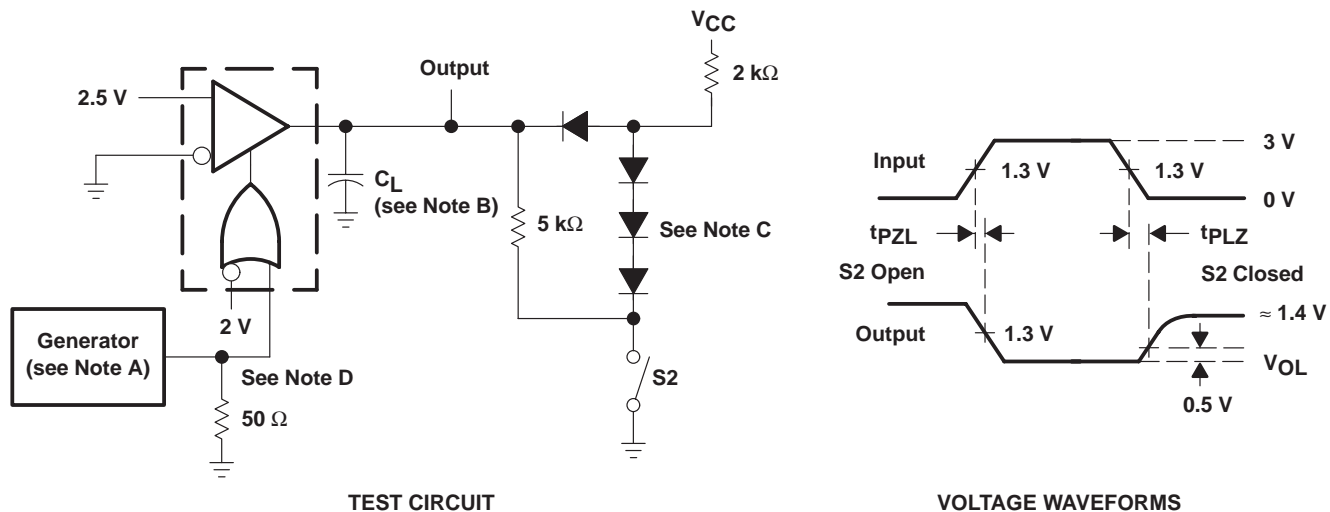 VCC
2 kΩ
Output
2.5 V
CL
(see Note B)
5 kΩ
See Note C
2 V
Generator
(see Note A)
See Note D
50 Ω
S2
TEST CIRCUIT
3 V
Input
1.3 V
1.3 V
0 V
tPZL
tPLZ
S2 Open
S2 Closed
≈ 1.4 V
Output
1.3 V
VOL
0.5 V
VOLTAGE WAVEFORMS